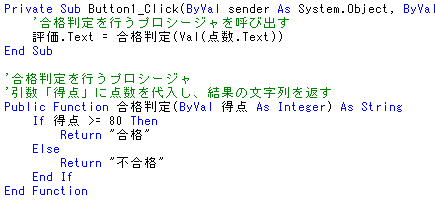 Private Sub Button1_Click(ByVal sender As System.Object, ByVal
'合格判定を行うプロシージャを呼び出す
評価.Text = 合格判定(Val(点数.Text))
End Sub
'合格判定を行うプロシージャ
'引数「得点」に点数を代入し、結果の文字列を返す
Public Function 合格判定(ByVal 得点 As Integer) As String
If 得点 >= 80 Then
Return "合格"
Else
Return "不合格"
End If
End Function